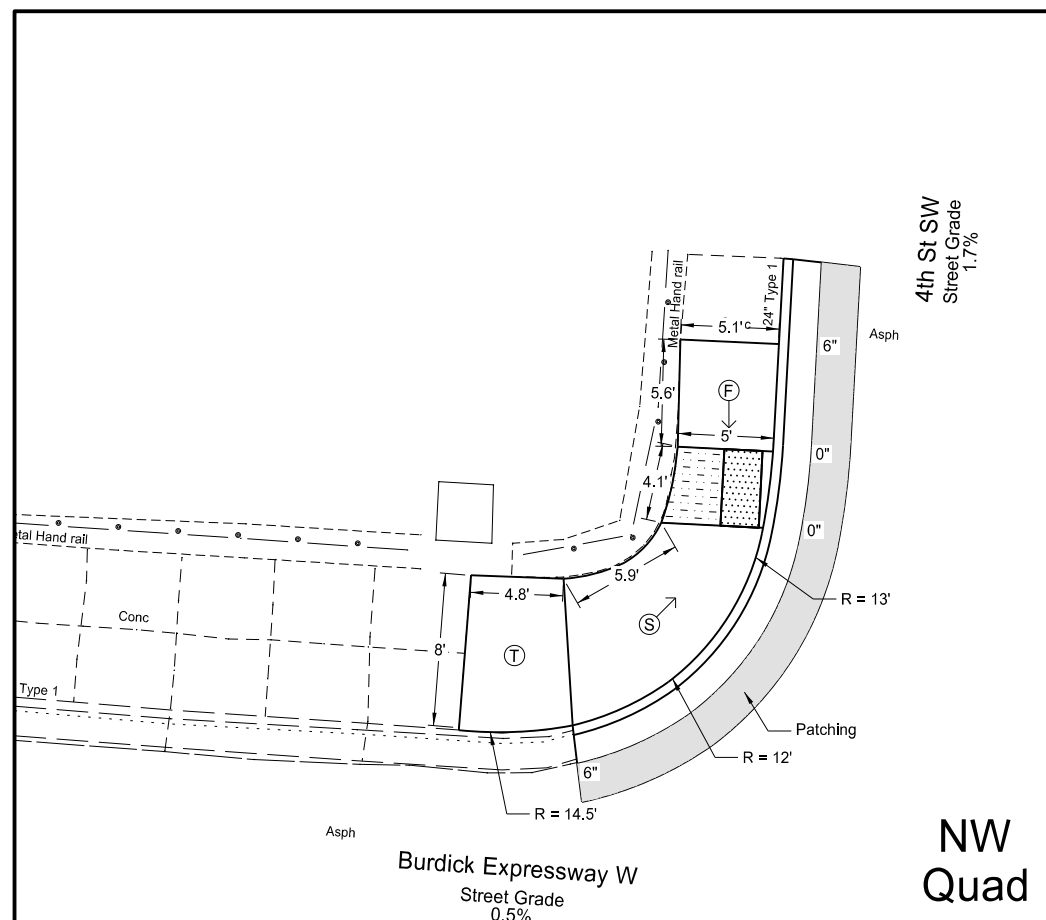 4th St SW
Street Grade
1.7%
Metal Hand rail
24" Type 1
5.1'
C
Asph
6"
5.6'
F
5'
0"
4.1'
0"
etal Hand rail
5.9'
4.8'
R = 13'
Conc
S
8'
T
Type 1
Patching
R = 12'
6"
R = 14.5'
Asph
Burdick Expressway W
Street Grade
0.5%
NW
Quad